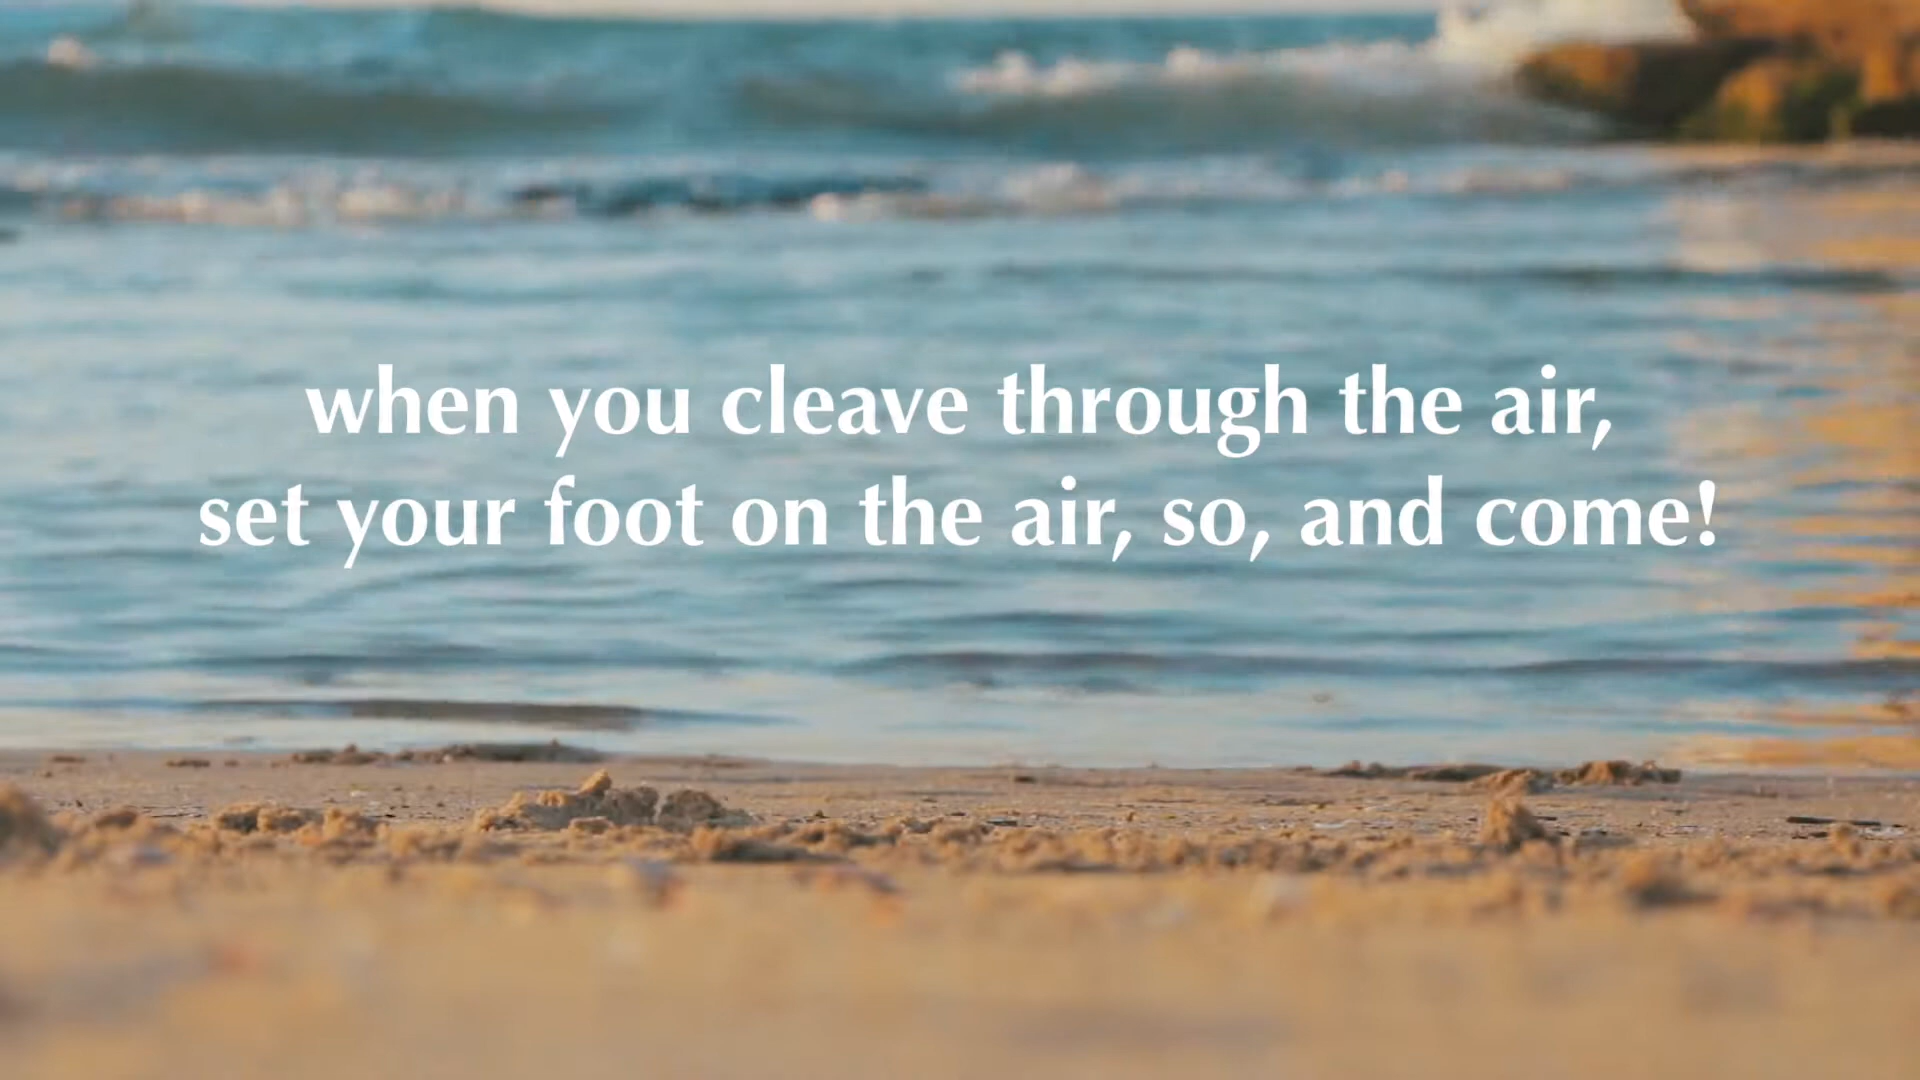 when you cleave through the air,
set your foot on the air, so, and come!